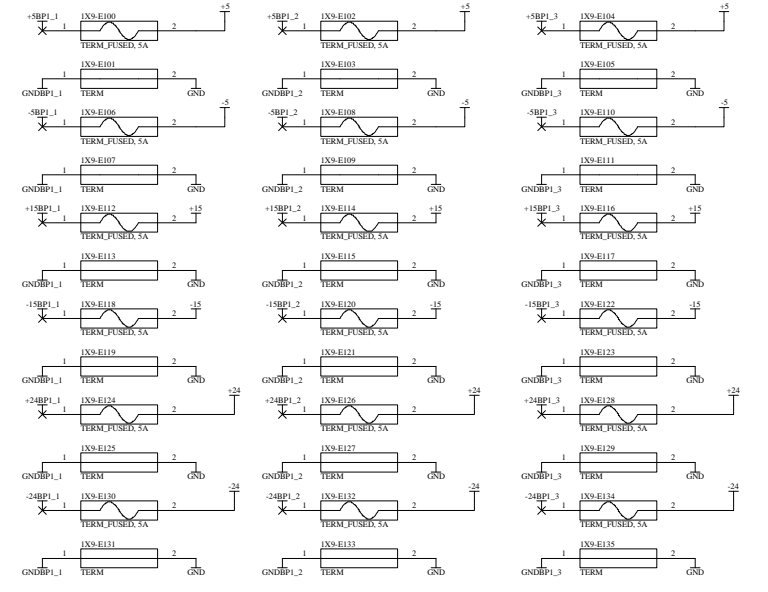 +5BP1_1 1 1X9-E100 2 +5
TERM_FUSED, 5A
+5BP1_2 1 1X9-E102 2 +5
TERM_FUSED, 5A
+5BP1_3 1 1X9-E104 2 +5
TERM_FUSED, 5A
1X9-E101
1 2
GNDBP1_1 TERM GND
1X9-E103
1 2
GNDBP1_2 TERM GND
1X9-E105
1 2
GNDBP1_3 TERM GND
-5BP1_1 1 1X9-E106 2 -5
TERM_FUSED, 5A
-5BP1_2 1 1X9-E108 2 -5
TERM_FUSED, 5A
-5BP1_3 1 1X9-E110 2 -5
TERM_FUSED, 5A
1X9-E107
1 2
GNDBP1_1 TERM GND
1X9-E109
1 2
GNDBP1_2 TERM GND
1X9-E111
1 2
GNDBP1_3 TERM GND
+15BP1_1 1 1X9-E112 2 +15
TERM_FUSED, 5A
+15BP1_2 1 1X9-E114 2 +15
TERM_FUSED, 5A
+15BP1_3 1 1X9-E116 2 +15
TERM_FUSED, 5A
1X9-E113
1 2
GNDBP1_1 TERM GND
1X9-E115
1 2
GNDBP1_2 TERM GND
1X9-E117
1 2
GNDBP1_3 TERM GND
-15BP1_1 1 1X9-E118 2 -15
TERM_FUSED, 5A
-15BP1_2 1 1X9-E120 2 -15
TERM_FUSED, 5A
-15BP1_3 1 1X9-E122 2 -15
TERM_FUSED, 5A
1X9-E119
1 2
GNDBP1_1 TERM GND
1X9-E121
1 2
GNDBP1_2 TERM GND
1X9-E123
1 2
GNDBP1_3 TERM GND
+24BP1_1 1 1X9-E124 2 +24
TERM_FUSED, 5A
+24BP1_2 1 1X9-E126 2 +24
TERM_FUSED, 5A
+24BP1_3 1 1X9-E128 2 +24
TERM_FUSED, 5A
1X9-E125
1 2
GNDBP1_1 TERM GND
1X9-E127
1 2
GNDBP1_2 TERM GND
1X9-E129
1 2
GNDBP1_3 TERM GND
-24BP1_1 1 1X9-E130 2 -24
TERM_FUSED, 5A
-24BP1_2 1 1X9-E132 2 -24
TERM_FUSED, 5A
-24BP1_3 1 1X9-E134 2 -24
TERM_FUSED, 5A
1X9-E131
1 2
GNDBP1_1 TERM GND
1X9-E133
1 2
GNDBP1_2 TERM GND
1X9-E135
1 2
GNDBP1_3 TERM GND